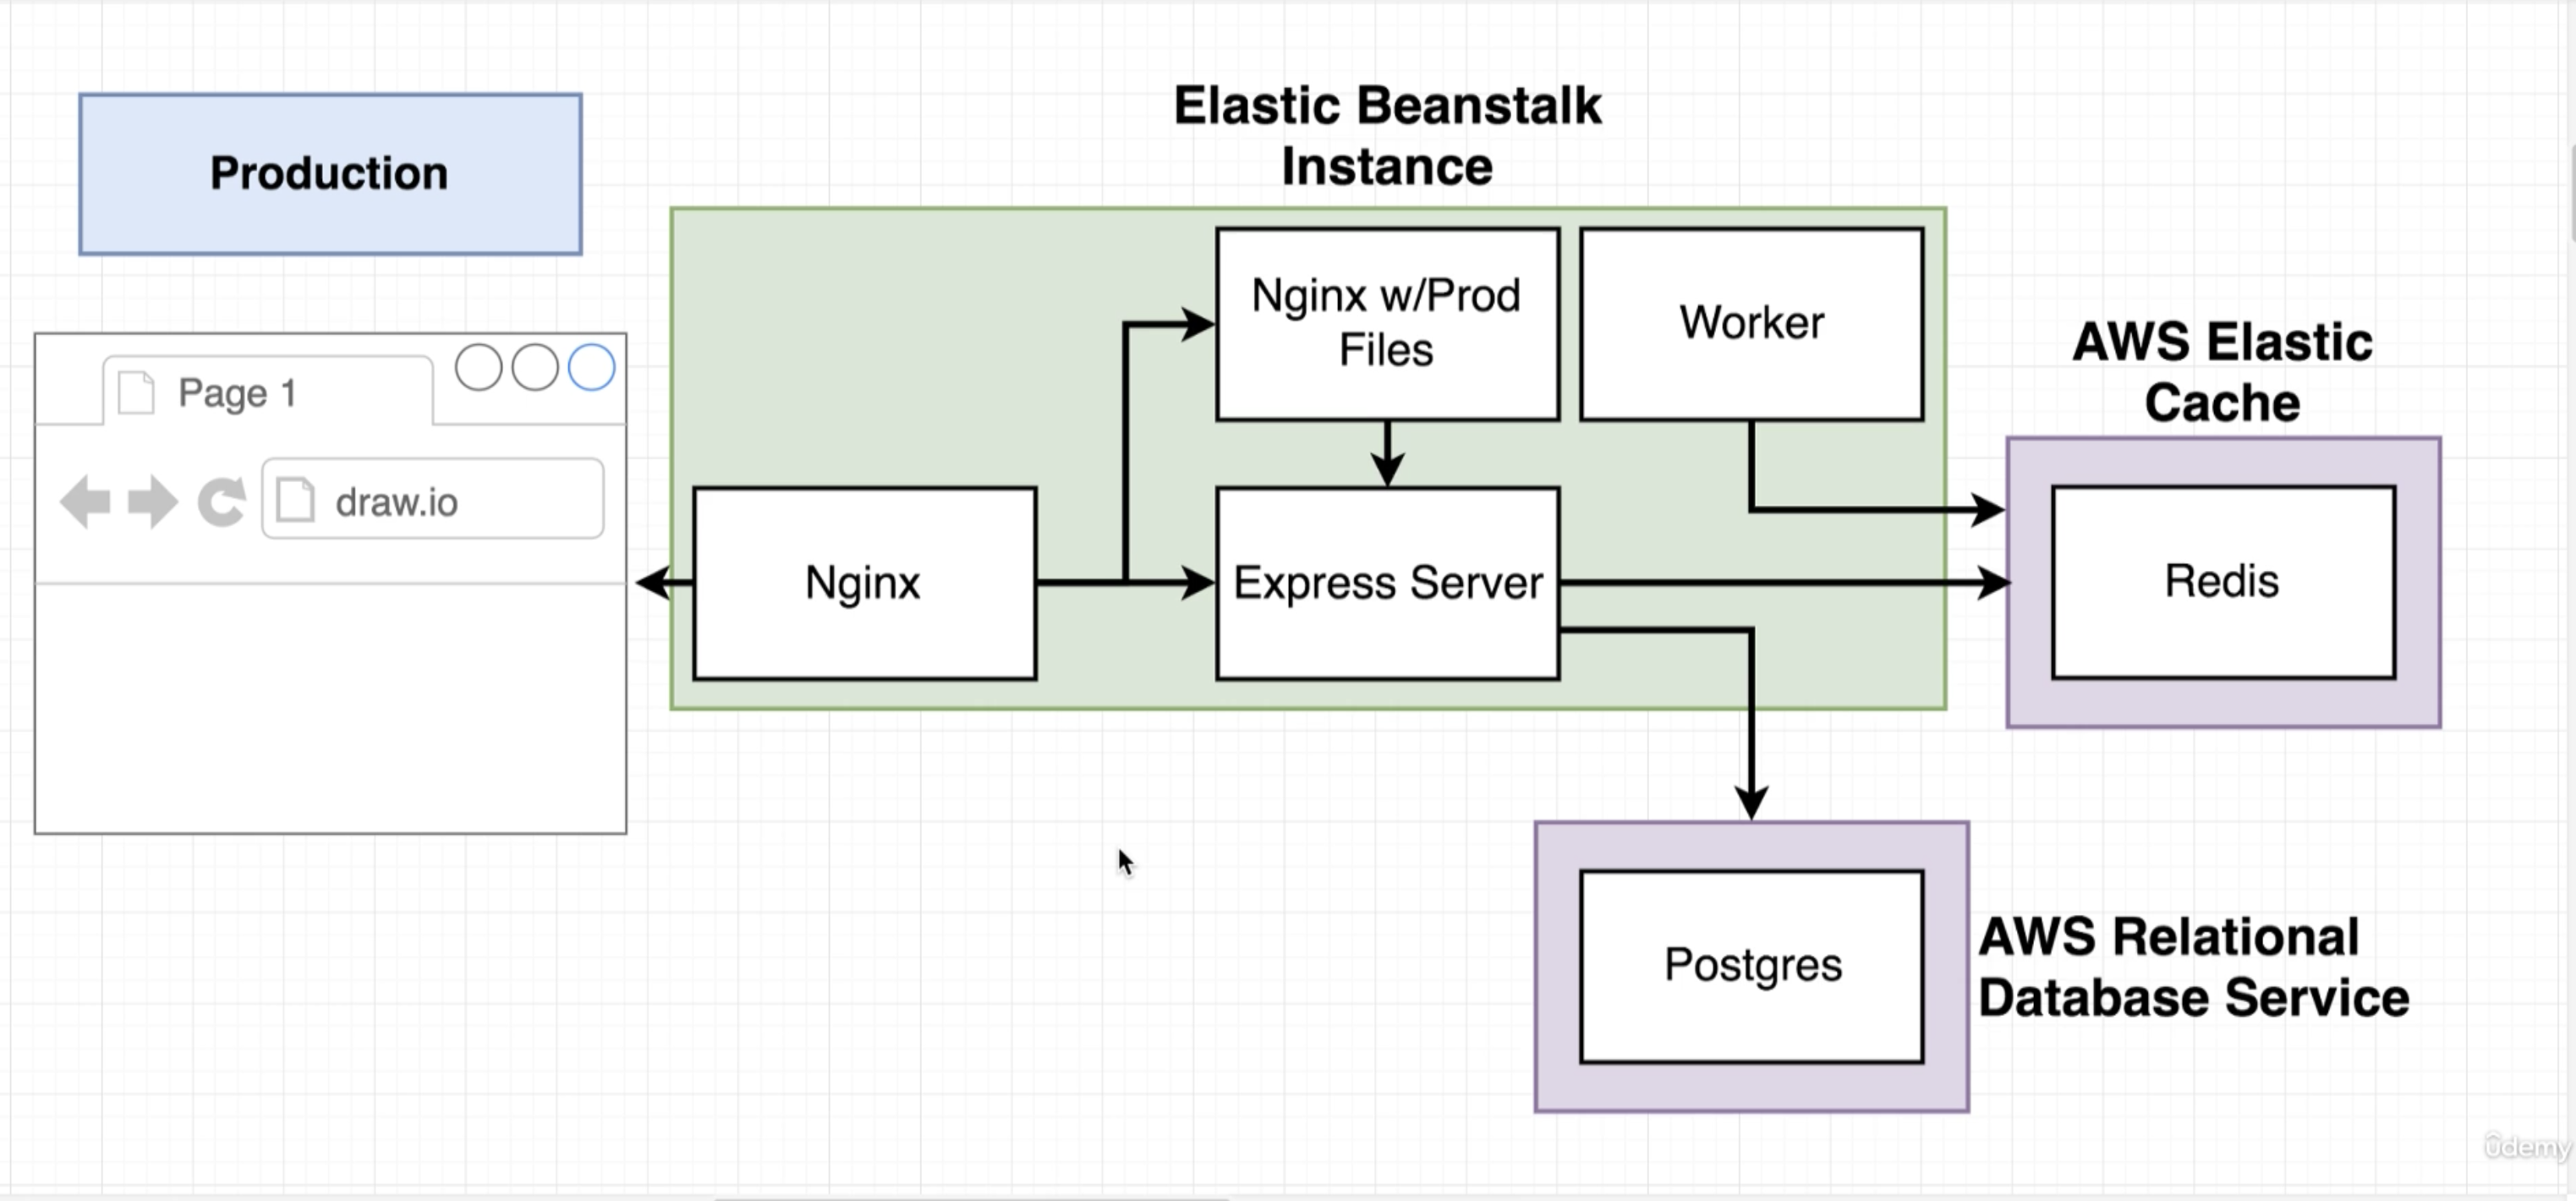 Production
Elastic Beanstalk
Instance
Page 1
draw.io
Nginx w/Prod
Files
Worker
AWS Elastic
Cache
Nginx
Express Server
Redis
Postgres
AWS Relational
Database Service
ûdemy